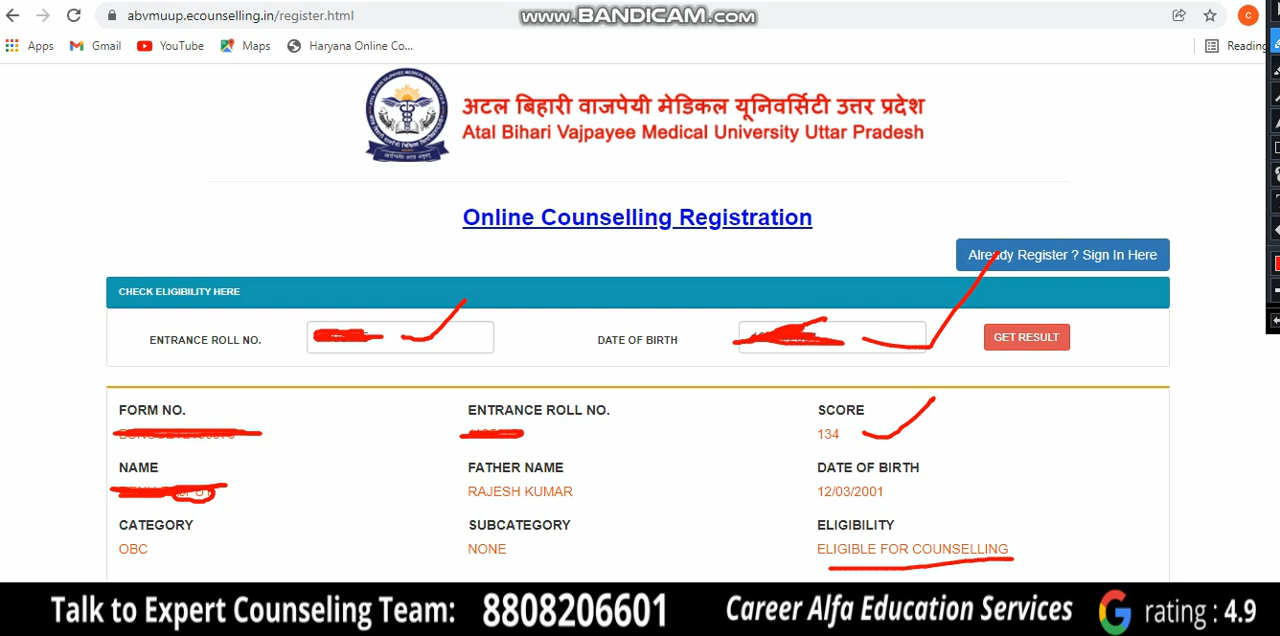 abvmuup.ecounselling.in/register.html
www.BANDICAM.com
Apps
Gmail
YouTube
Maps
Haryana Online Co...
Reading
अटल बिहारी वाजपेयी मेडिकल यूनिवर्सिटी उत्तर प्रदेश
Atal Bihari Vajpayee Medical University Uttar Pradesh
Online Counselling Registration
Already Register ? Sign In Here
CHECK ELIGIBILITY HERE
ENTRANCE ROLL NO.
DATE OF BIRTH
GET RESULT
FORM NO.
ENTRANCE ROLL NO.
SCORE
134
NAME
FATHER NAME
DATE OF BIRTH
RAJESH KUMAR
12/03/2001
CATEGORY
SUBCATEGORY
ELIGIBILITY
OBC
NONE
ELIGIBLE FOR COUNSELLING
Talk to Expert Counseling Team: 8808206601 Career Alfa Education Services rating : 4.9